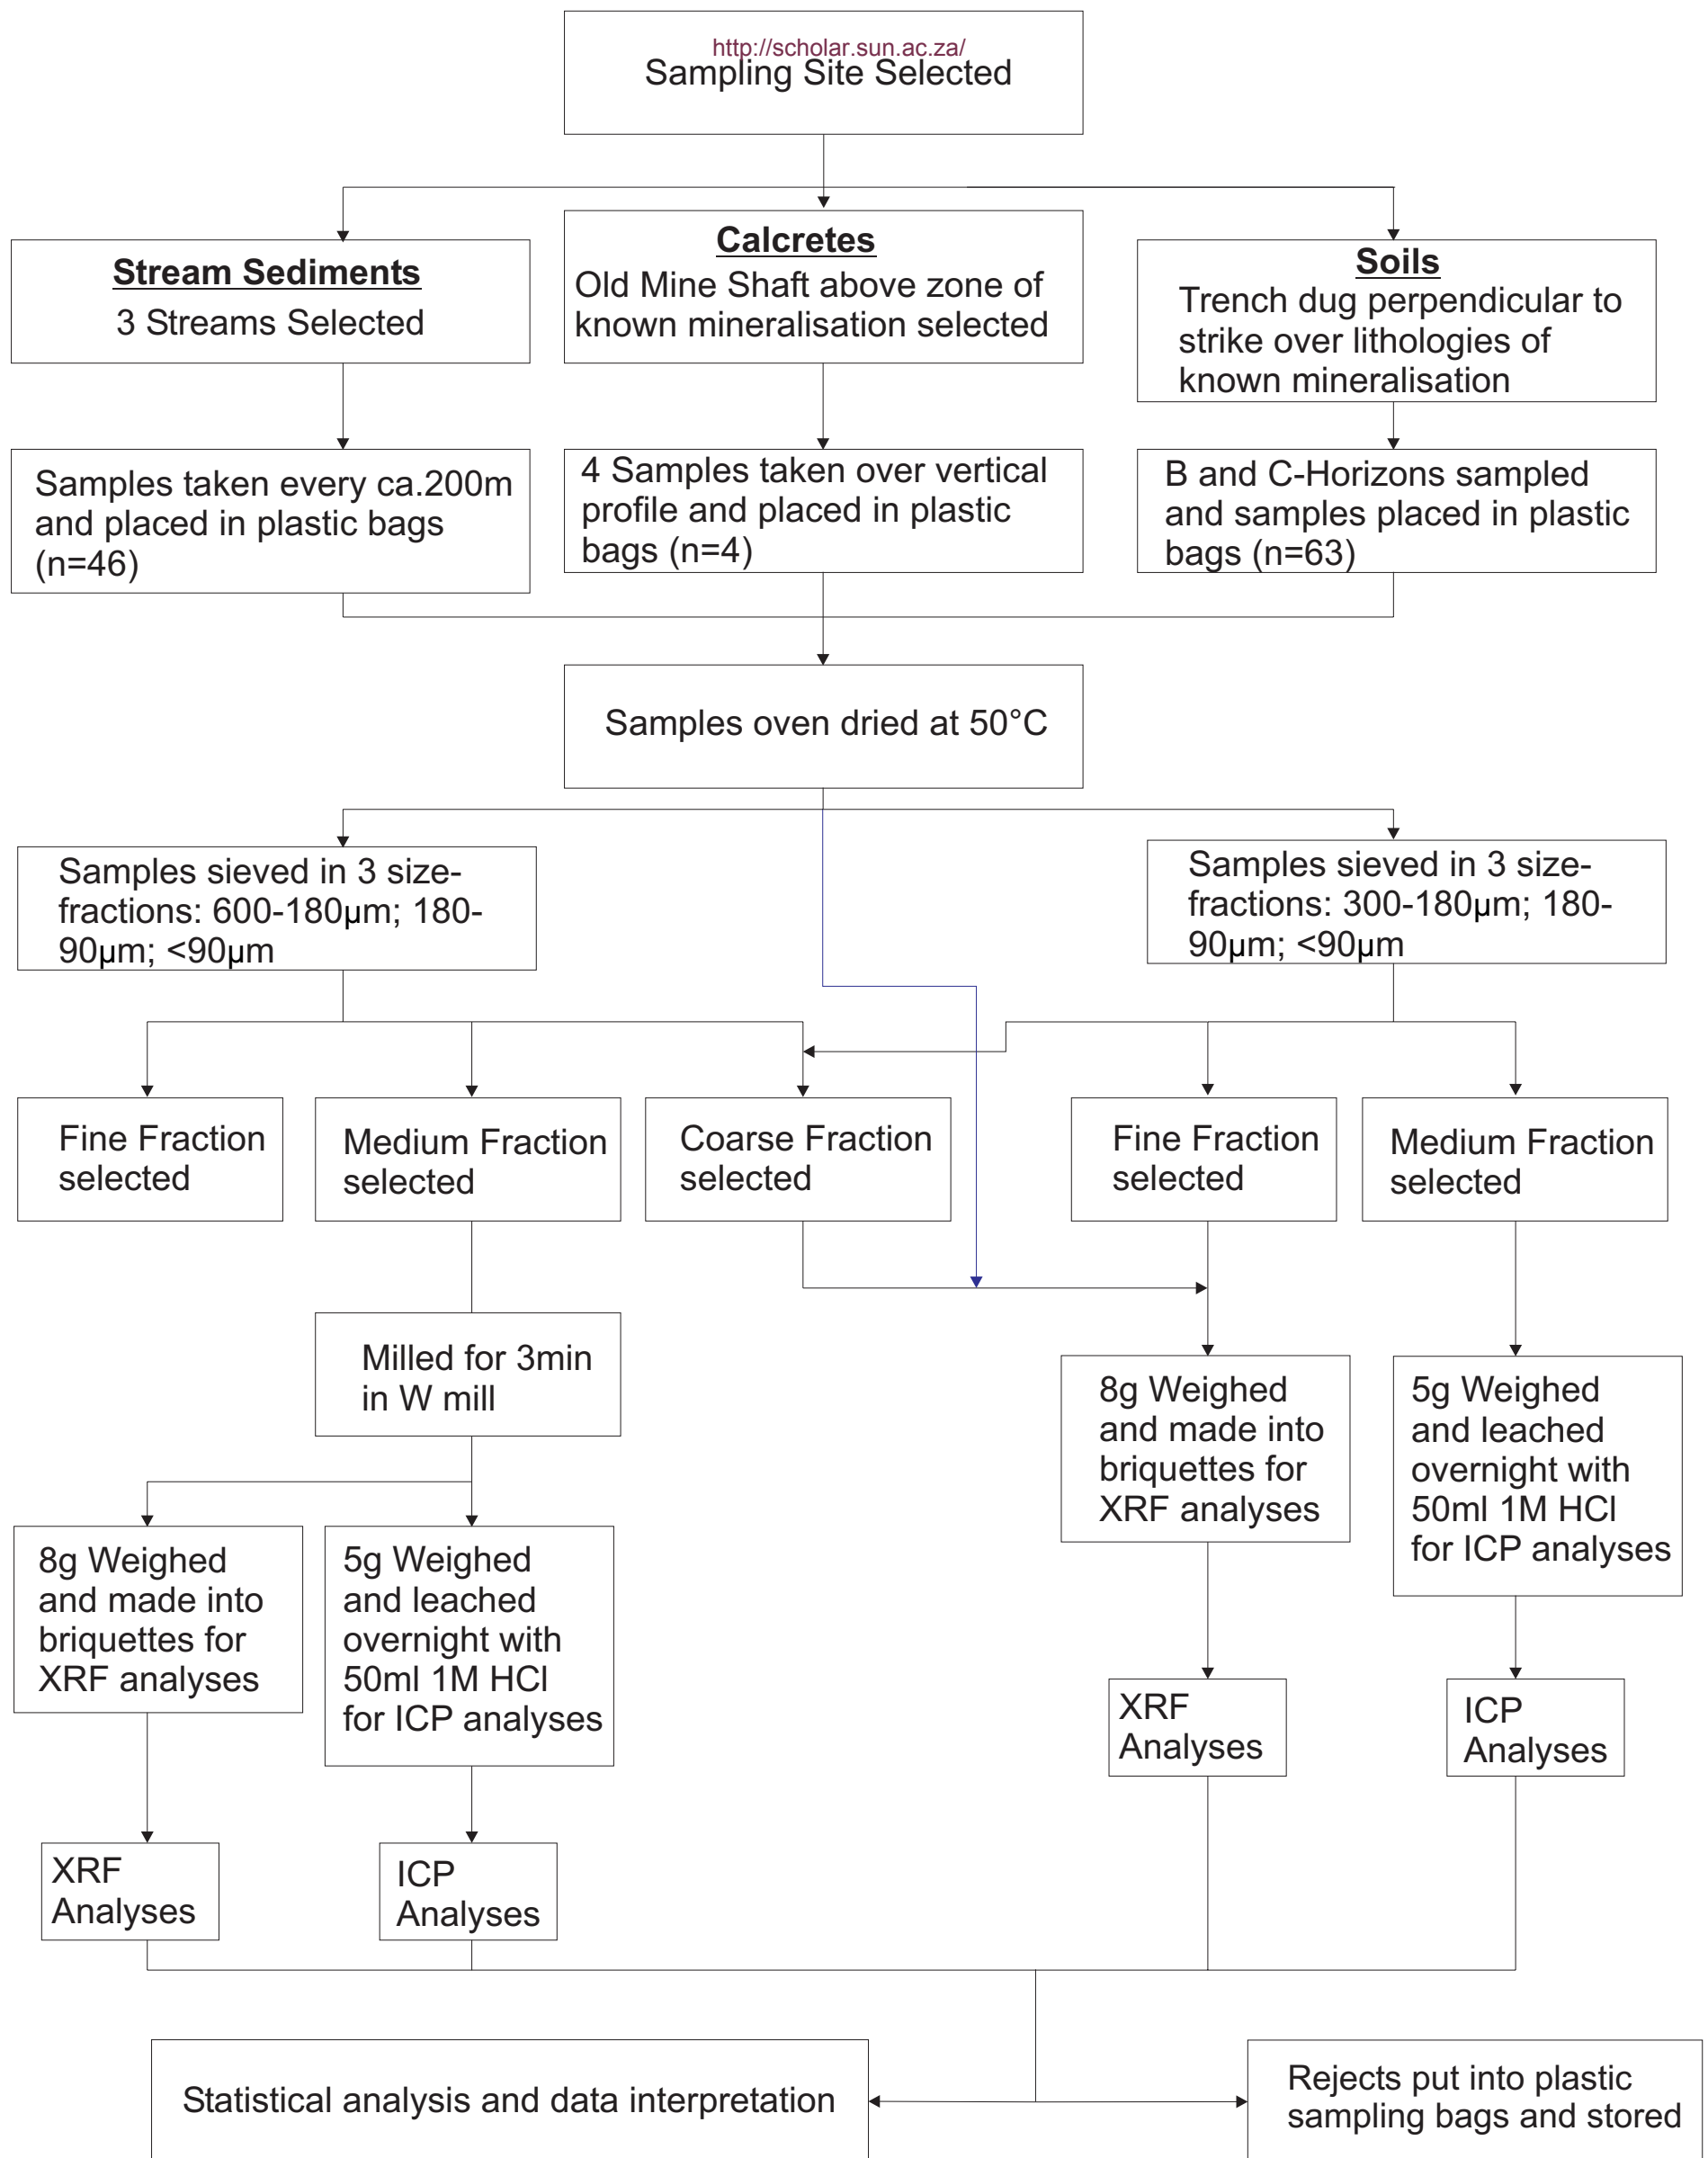 http://scholar.sun.ac.za/
Sampling Site Selected
Stream Sediments
3 Streams Selected
Calcretes
Old Mine Shaft above zone of
known mineralisation selected
Soils
Trench dug perpendicular to
strike over lithologies of
known mineralisation
Samples taken every ca.200m
and placed in plastic bags
(n=46)
4 Samples taken over vertical
profile and placed in plastic
bags (n=4)
B and C-Horizons sampled
and samples placed in plastic
bags (n=63)
Samples oven dried at 50°C
Samples sieved in 3 size-
fractions: 600-180µm; 180-
90µm; <90µm
Samples sieved in 3 size-
fractions: 300-180µm; 180-
90µm; <90µm
Fine Fraction
selected
Medium Fraction
selected
Coarse Fraction
selected
Fine Fraction
selected
Medium Fraction
selected
Milled for 3min
in W mill
8g Weighed
and made into
briquettes for
XRF analyses
5g Weighed
and leached
overnight with
50ml 1M HCl
for ICP analyses
8g Weighed
and made into
briquettes for
XRF analyses
5g Weighed
and leached
overnight with
50ml 1M HCl
for ICP analyses
XRF
Analyses
ICP
Analyses
XRF
Analyses
ICP
Analyses
Statistical analysis and data interpretation
Rejects put into plastic
sampling bags and stored